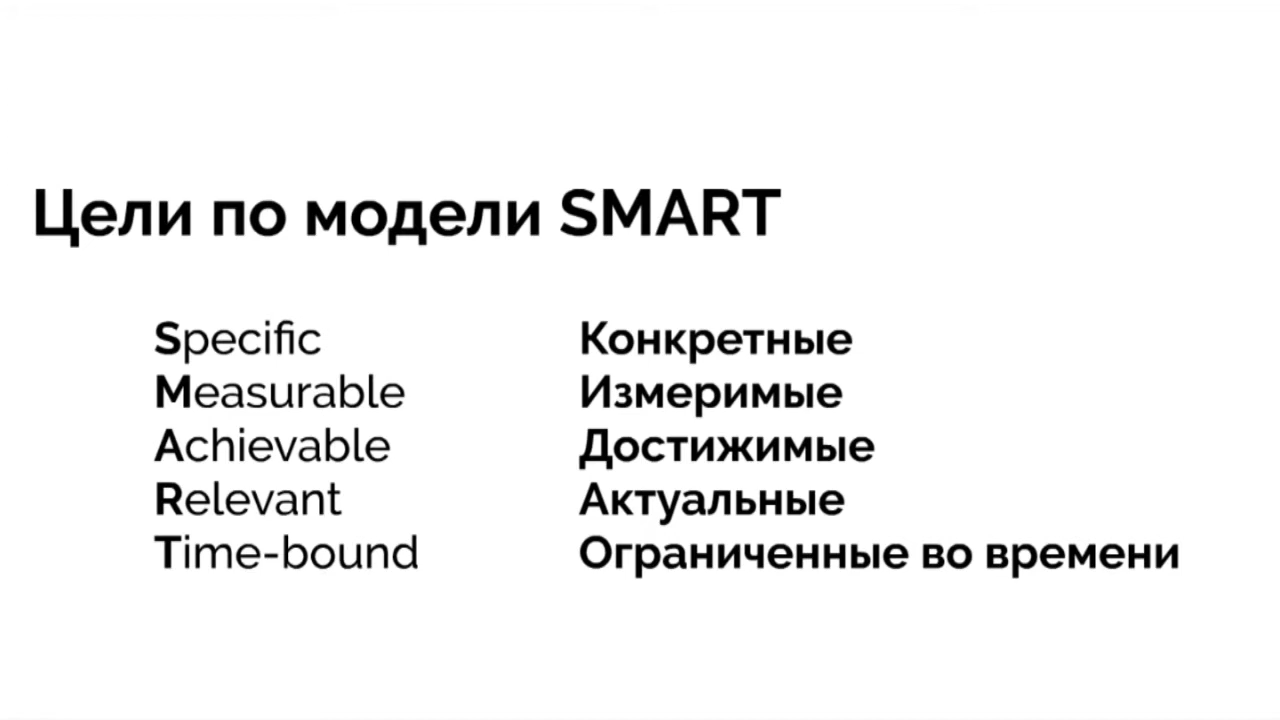 Цели по модели SMART
Specific Конкретные
Measurable Измеримые
Achievable Достижимые
Relevant Актуальные
Time-bound Ограниченные во времени